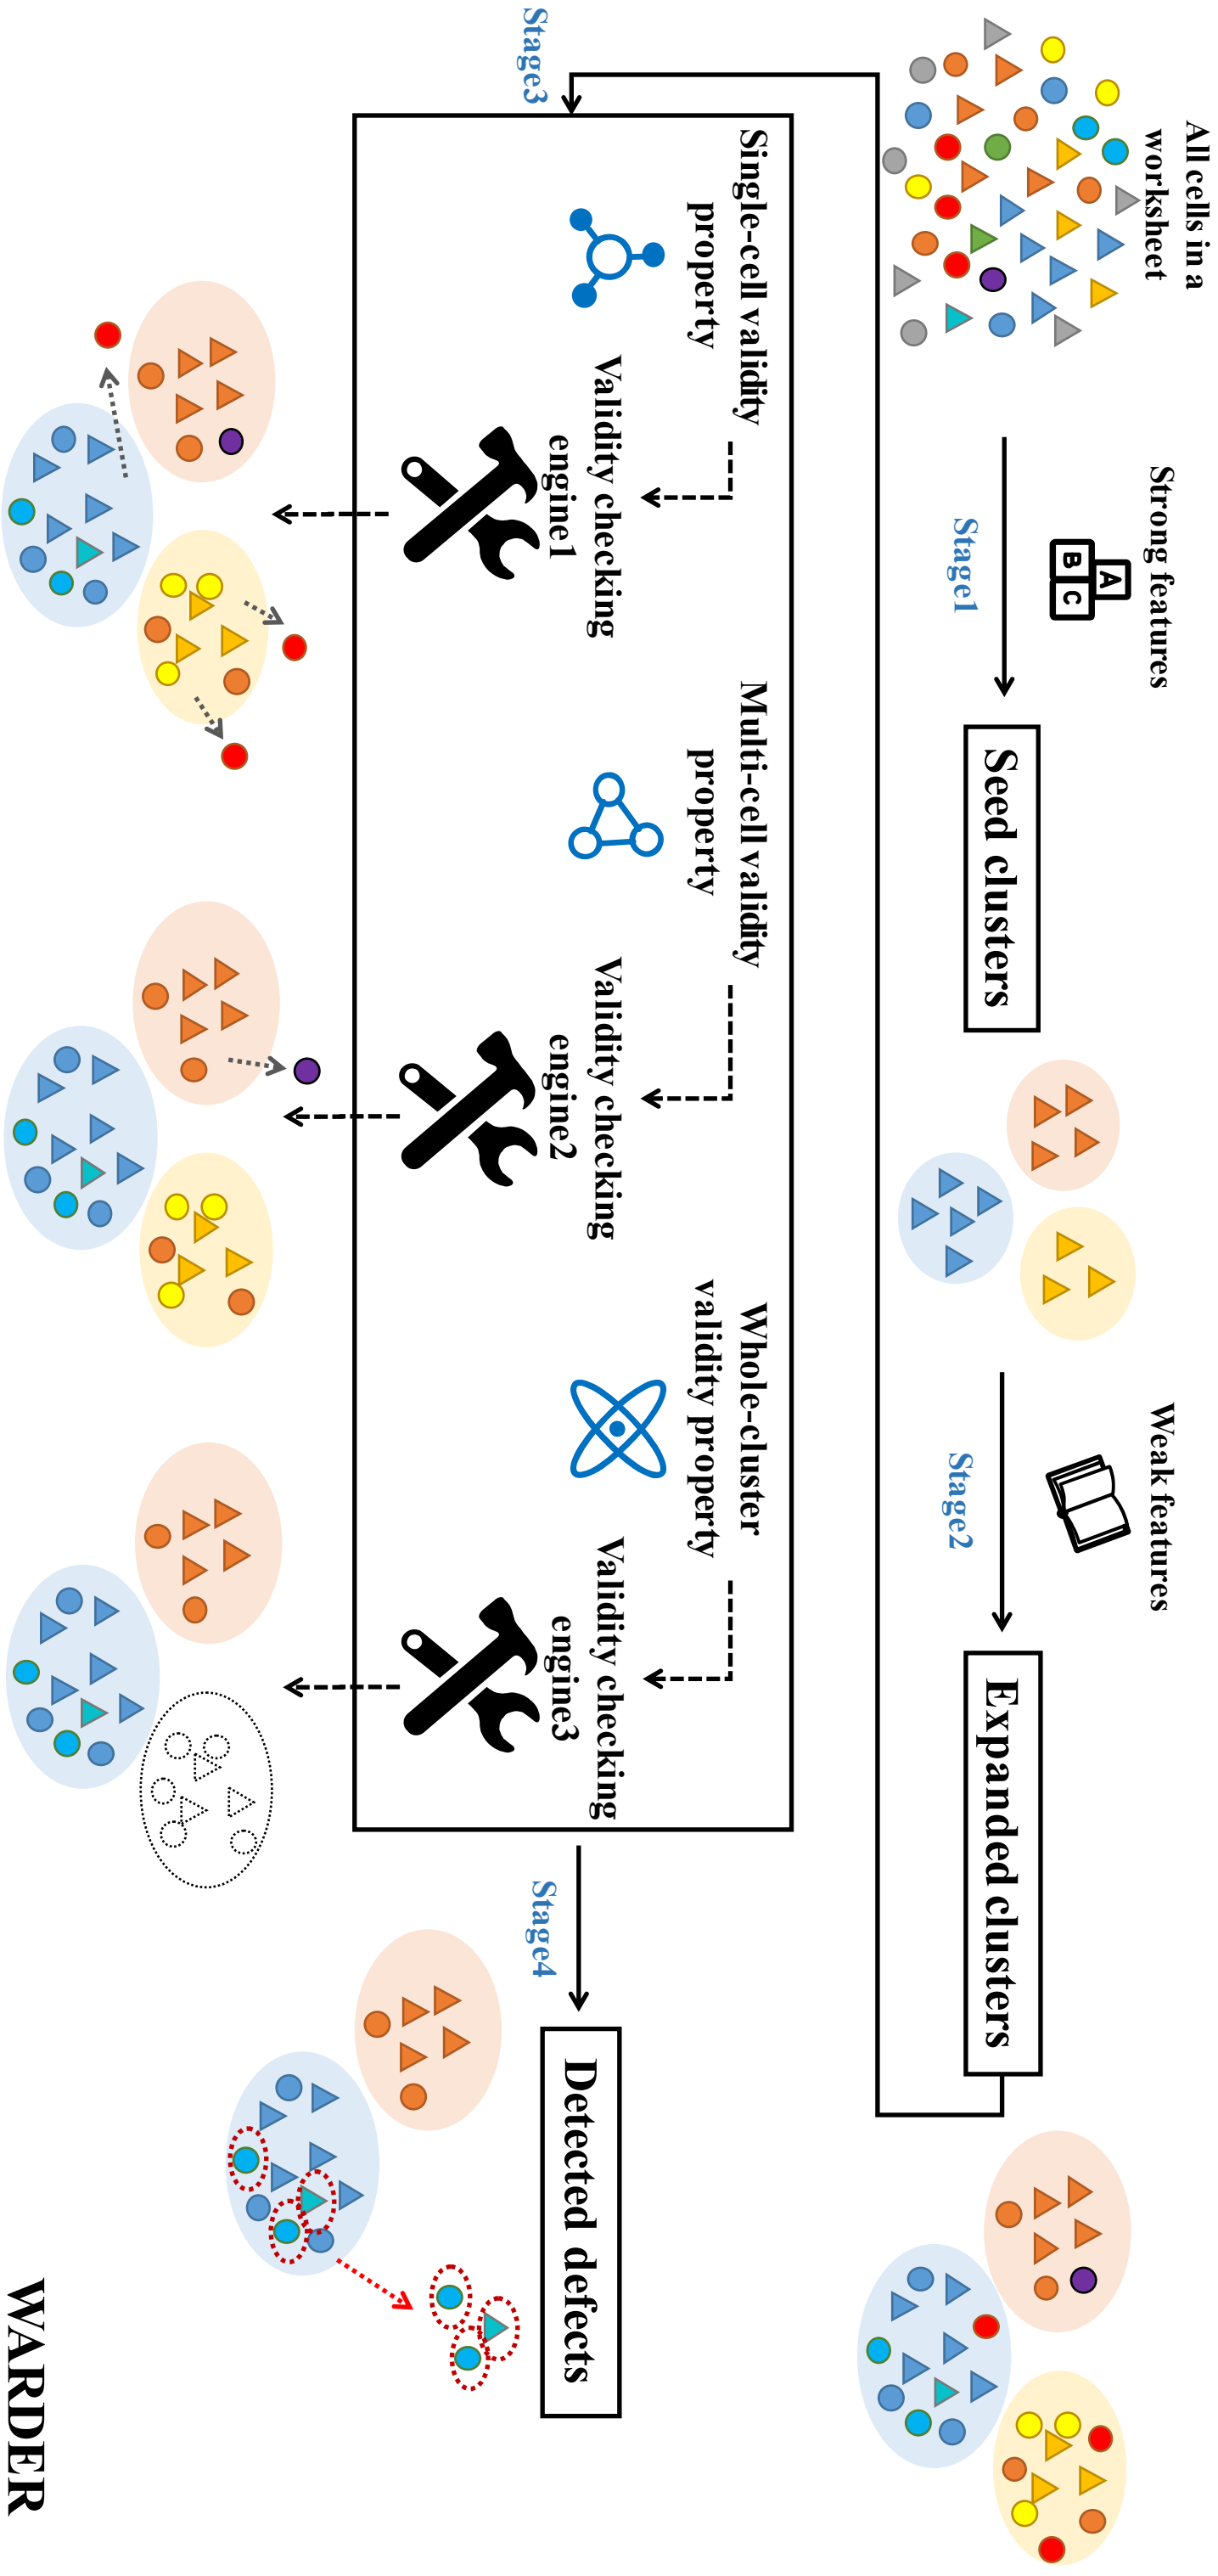 All cells in a
worksheet
Strong features
A
B C
Stage1
Seed clusters
Weak features
Stage2
Expanded clusters
Stage3
Single-cell validity
property
Validity checking
engine1
Multi-cell validity
property
Validity checking
engine2
Whole-cluster
validity property
Validity checking
engine3
Stage4
Detected defects
WARDER